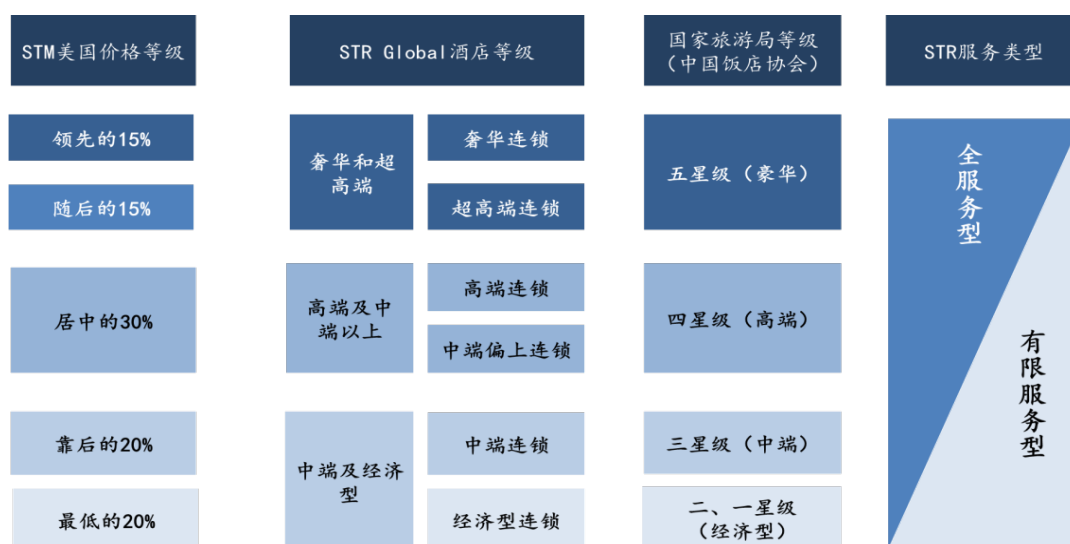 STM美国价格等级
STR Global酒店等级
国家旅游局等级
（中国饭店协会）
STR服务类型
领先的15%
随后的15%
奢华和超
高端
奢华连锁
超高端连锁
五星级（豪华）
全服务型
居中的30%
高端及中
端以上
高端连锁
中端偏上连锁
四星级（高端）
有限服务型
靠后的20%
最低的20%
中端及经济
型
中端连锁
经济型连锁
三星级（中端）
二、一星级
（经济型）